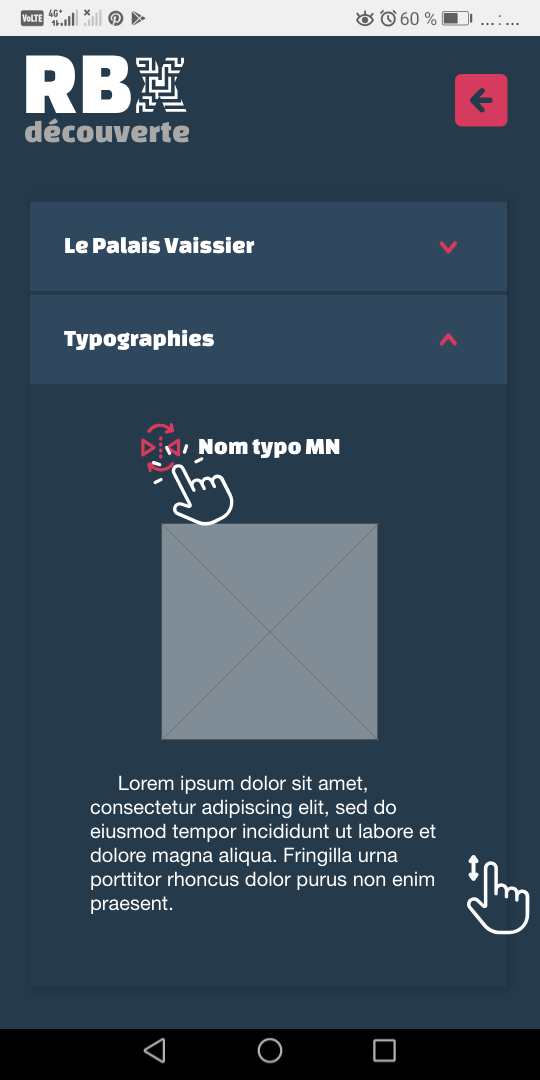 VoLTE 4G+ 60 % ...:...
RBX
découverte
Le Palais Vaissier
Typographies
Nom typo MN
Lorem ipsum dolor sit amet,
consectetur adipiscing elit, sed do
eiusmod tempor incididunt ut labore et
dolore magna aliqua. Fringilla urna
porttitor rhoncus dolor purus non enim
praesent.